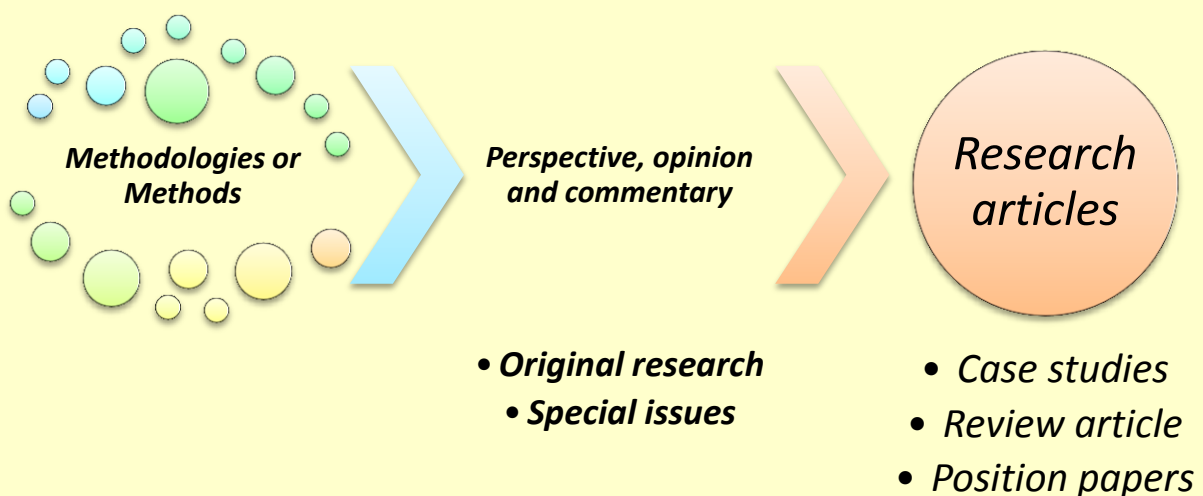 Methodologies or
Methods
Perspective, opinion
and commentary
• Original research
• Special issues
Research
articles
• Case studies
• Review article
• Position papers